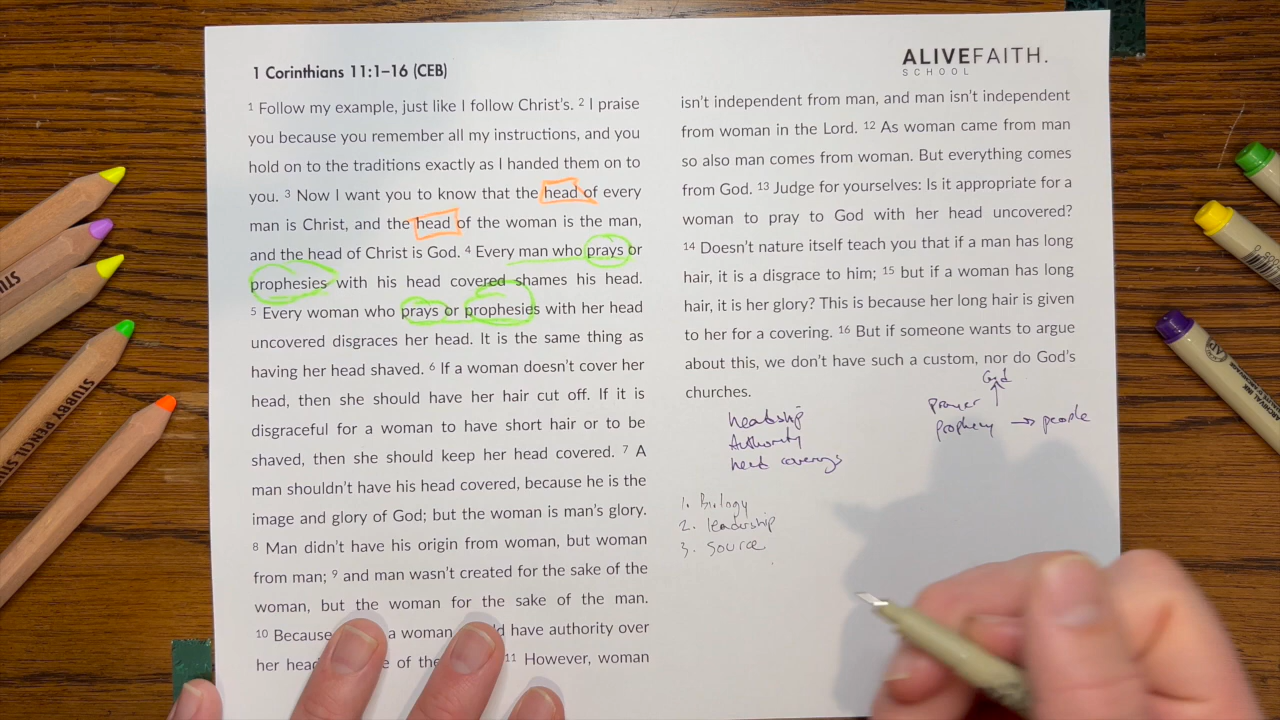 1 Corinthians 11:1–16 (CEB)
ALIVEFAITH.
SCHOOL
1 Follow my example, just like I follow Christ's. 2 I praise
you because you remember all my instructions, and you
hold on to the traditions exactly as I handed them on to
you. 3 Now I want you to know that the head of every
man is Christ, and the head of the woman is the man,
and the head of Christ is God. 4 Every man who prays or
prophesies with his head covered shames his head.
5 Every woman who prays or prophesies with her head
uncovered disgraces her head. It is the same thing as
having her head shaved. 6 If a woman doesn't cover her
head, then she should have her hair cut off. If it is
disgraceful for a woman to have short hair or to be
shaved, then she should keep her head covered. 7 A
man shouldn't have his head covered, because he is the
image and glory of God; but the woman is man's glory.
8 Man didn't have his origin from woman, but woman
from man; 9 and man wasn't created for the sake of the
woman, but the woman for the sake of the man.
10 Because a woman have authority over
her of the 11 However, woman
isn't independent from man, and man isn't independent
from woman in the Lord. 12 As woman came from man
so also man comes from woman. But everything comes
from God. 13 Judge for yourselves: Is it appropriate for a
woman to pray to God with her head uncovered?
14 Doesn't nature itself teach you that if a man has long
hair, it is a disgrace to him; 15 but if a woman has long
hair, it is her glory? This is because her long hair is given
to her for a covering. 16 But if someone wants to argue
about this, we don't have such a custom, nor do God's
churches.
headship
Authority
head coverings
God
Prayer
prophecy → people
1. Biology
2. leadership
3. Source
STUBBY PENCIL